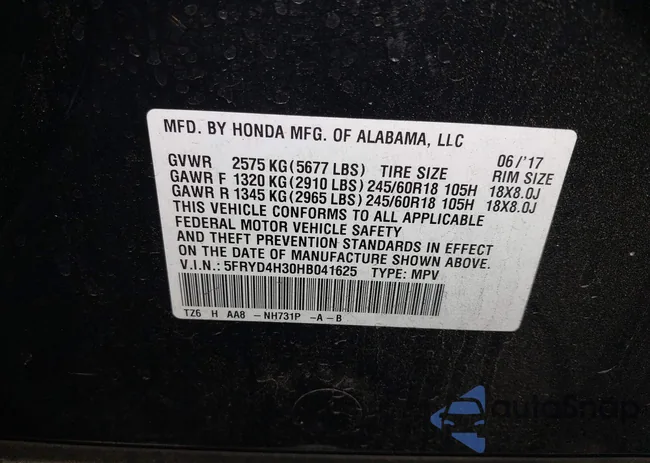 MFD. BY HONDA MFG. OF ALABAMA, LLC
06/'17
GVWR 2575 KG(5677 LBS) TIRE SIZE RIM SIZE
GAWR F 1320 KG(2910 LBS) 245/60R18 105H 18X8.0J
GAWR R 1345 KG(2965 LBS) 245/60R18 105H 18X8.0J
THIS VEHICLE CONFORMS TO ALL APPLICABLE
FEDERAL MOTOR VEHICLE SAFETY
AND THEFT PREVENTION STANDARDS IN EFFECT
ON THE DATE OF MANUFACTURE SHOWN ABOVE.
V.I.N.: 5FRYD4H30HB041625 TYPE: MPV
TZ6 H AA8 -NH731P -A-B
autoSnap